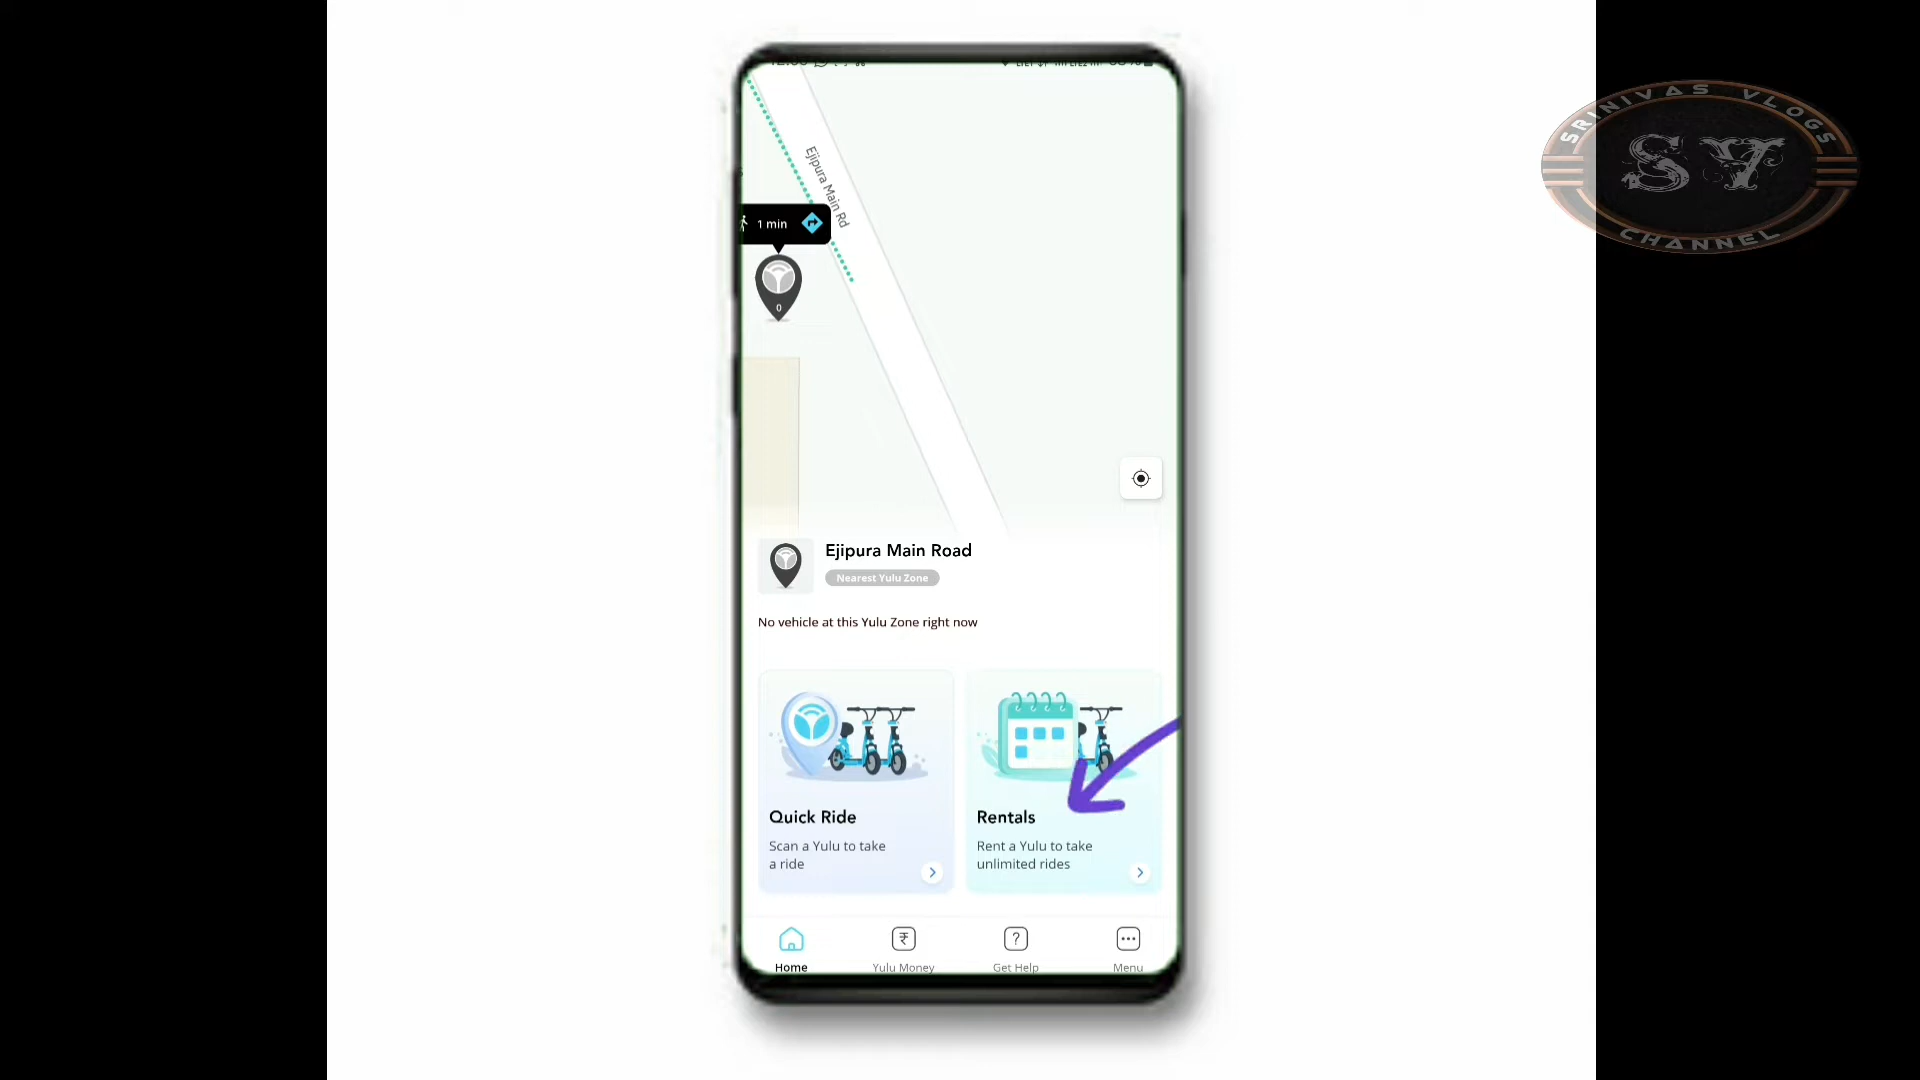 SRINIVAS VLOGS
SV
CHANNEL
Ejipura Main Rd
1 min
0
Ejipura Main Road
Nearest Yulu Zone
No vehicle at this Yulu Zone right now
Quick Ride
Scan a Yulu to take
a ride
Rentals
Rent a Yulu to take
unlimited rides
Home
Yulu Money
Get Help
Menu